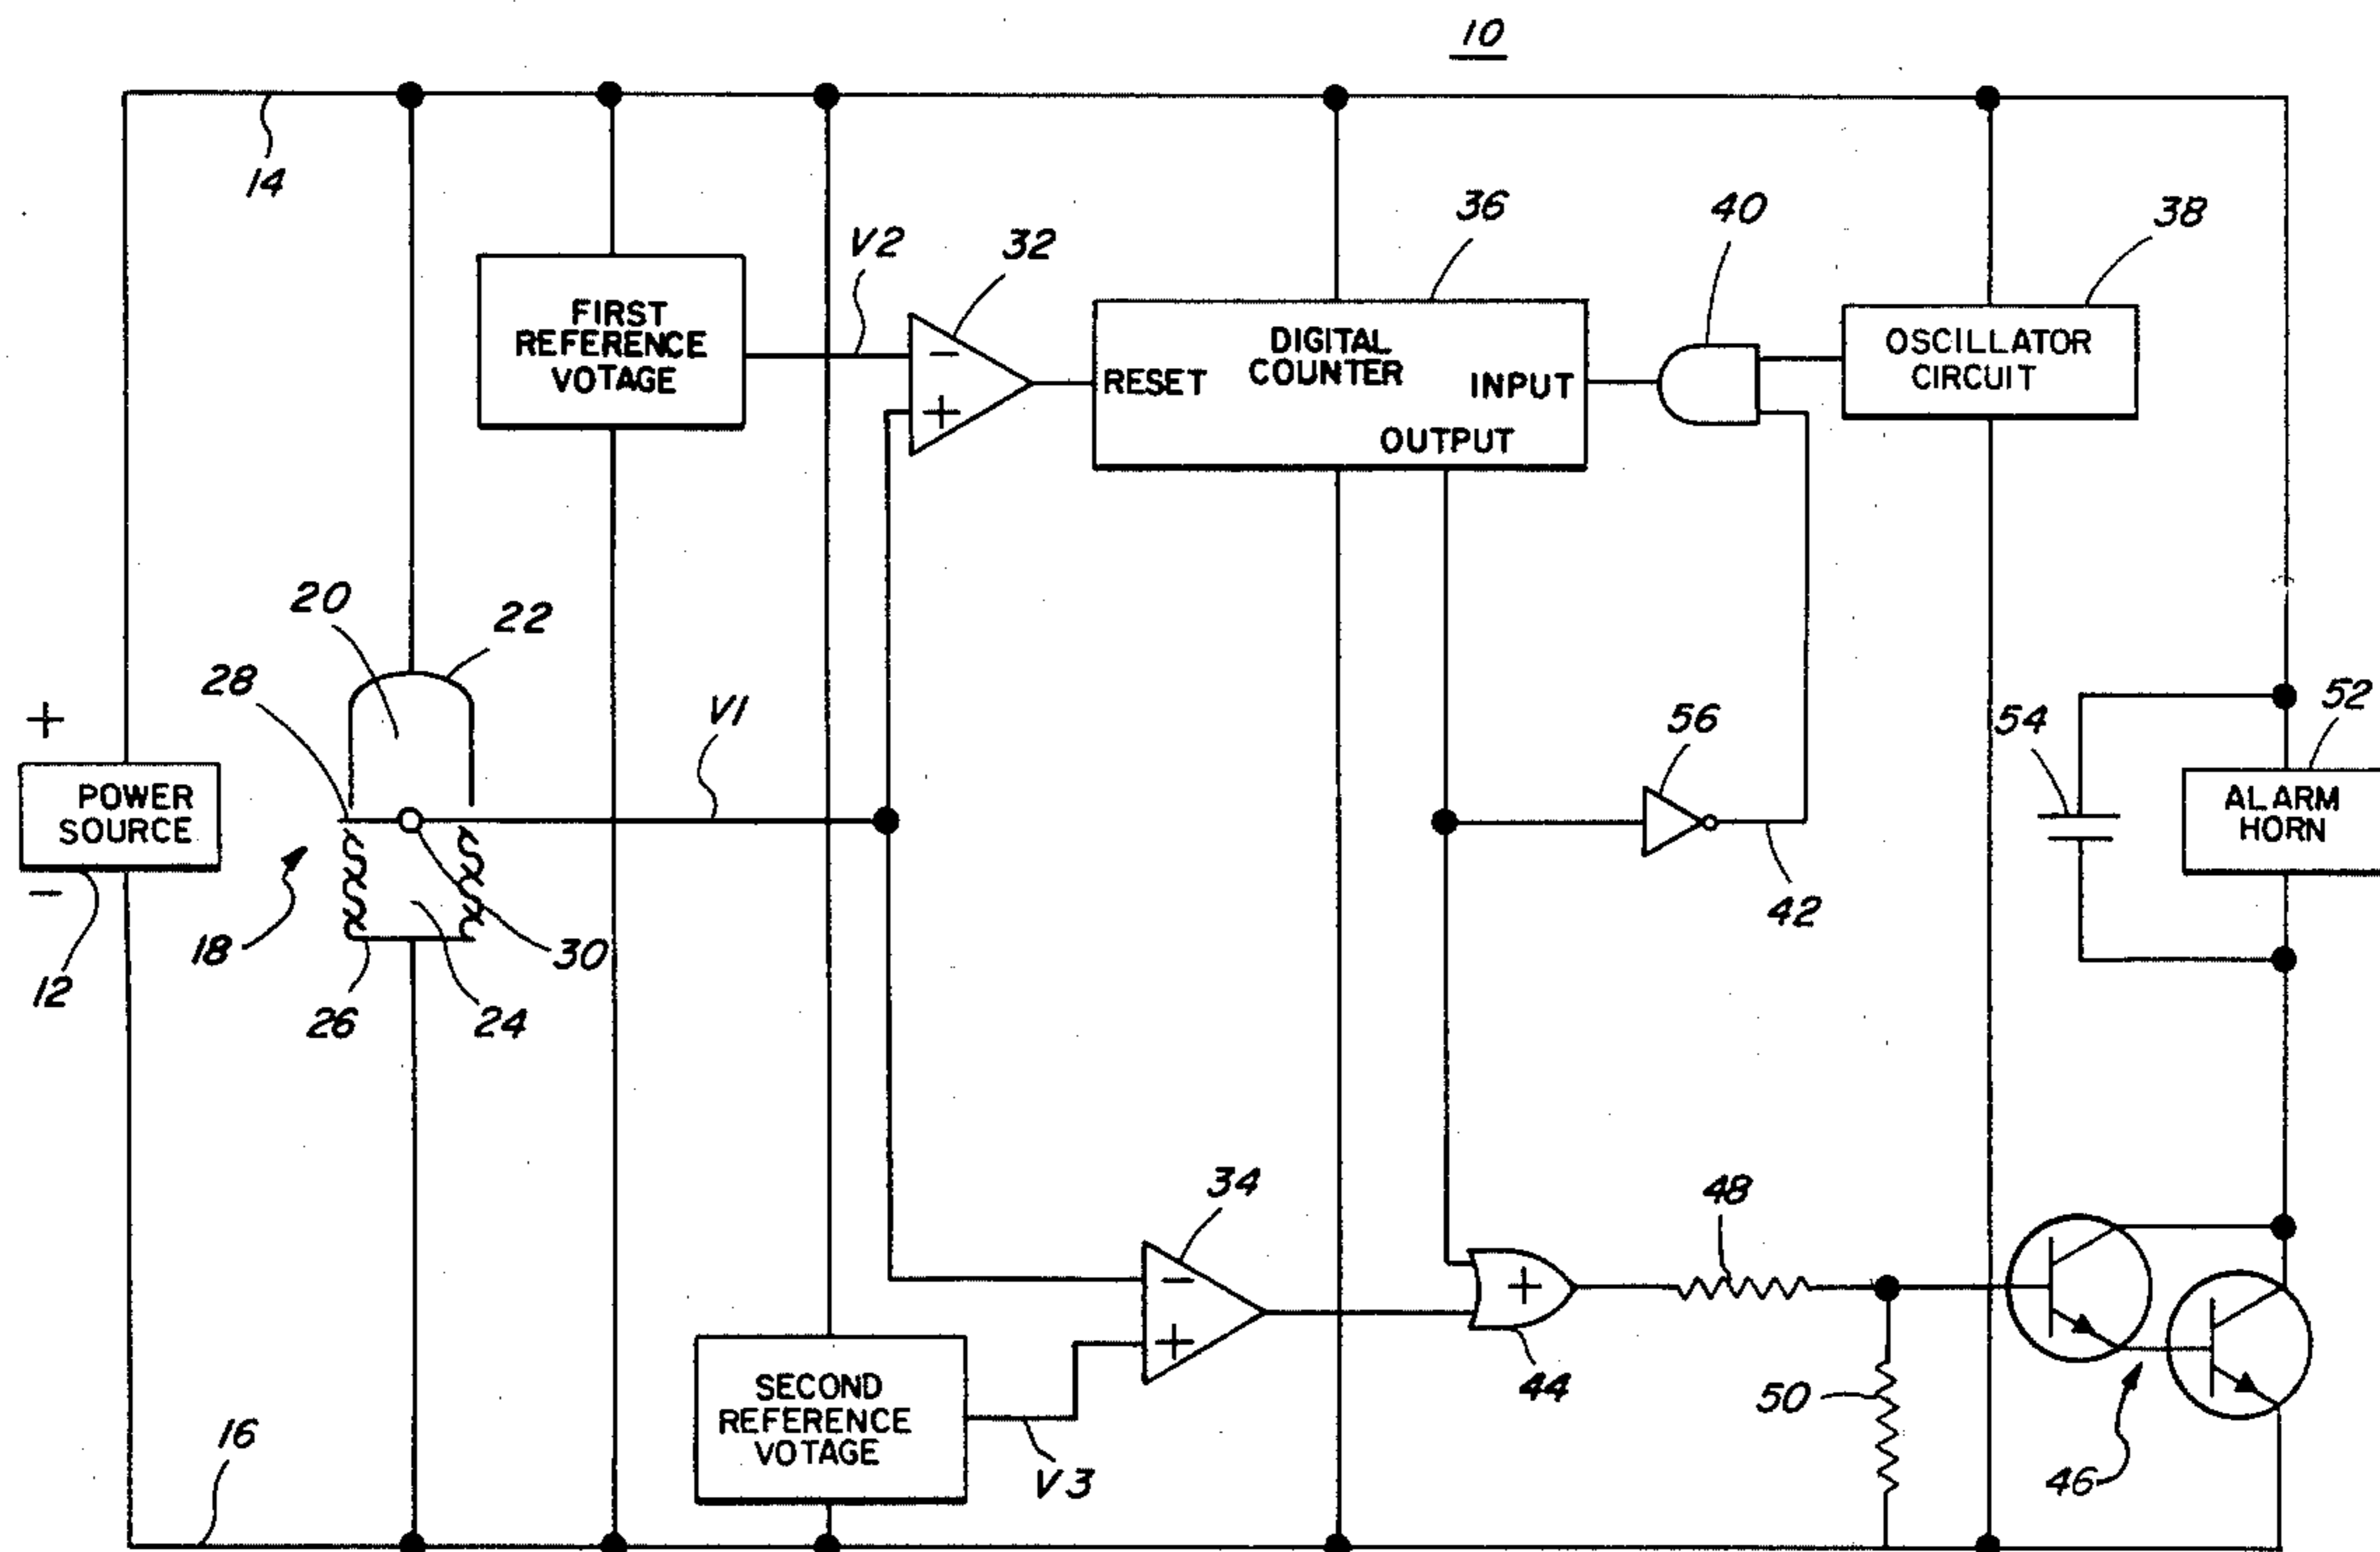 10
14
36
40
38
V2
32
FIRST
REFERENCE
VOTAGE
DIGITAL
COUNTER
RESET
INPUT
OUTPUT
OSCILLATOR
CIRCUIT
20
22
28
V1
56
54
52
+
POWER
SOURCE
-
ALARM
HORN
18
30
42
12
26
24
-
+
34
48
-
+
+
SECOND
REFERENCE
VOTAGE
44
50
16
V3
46